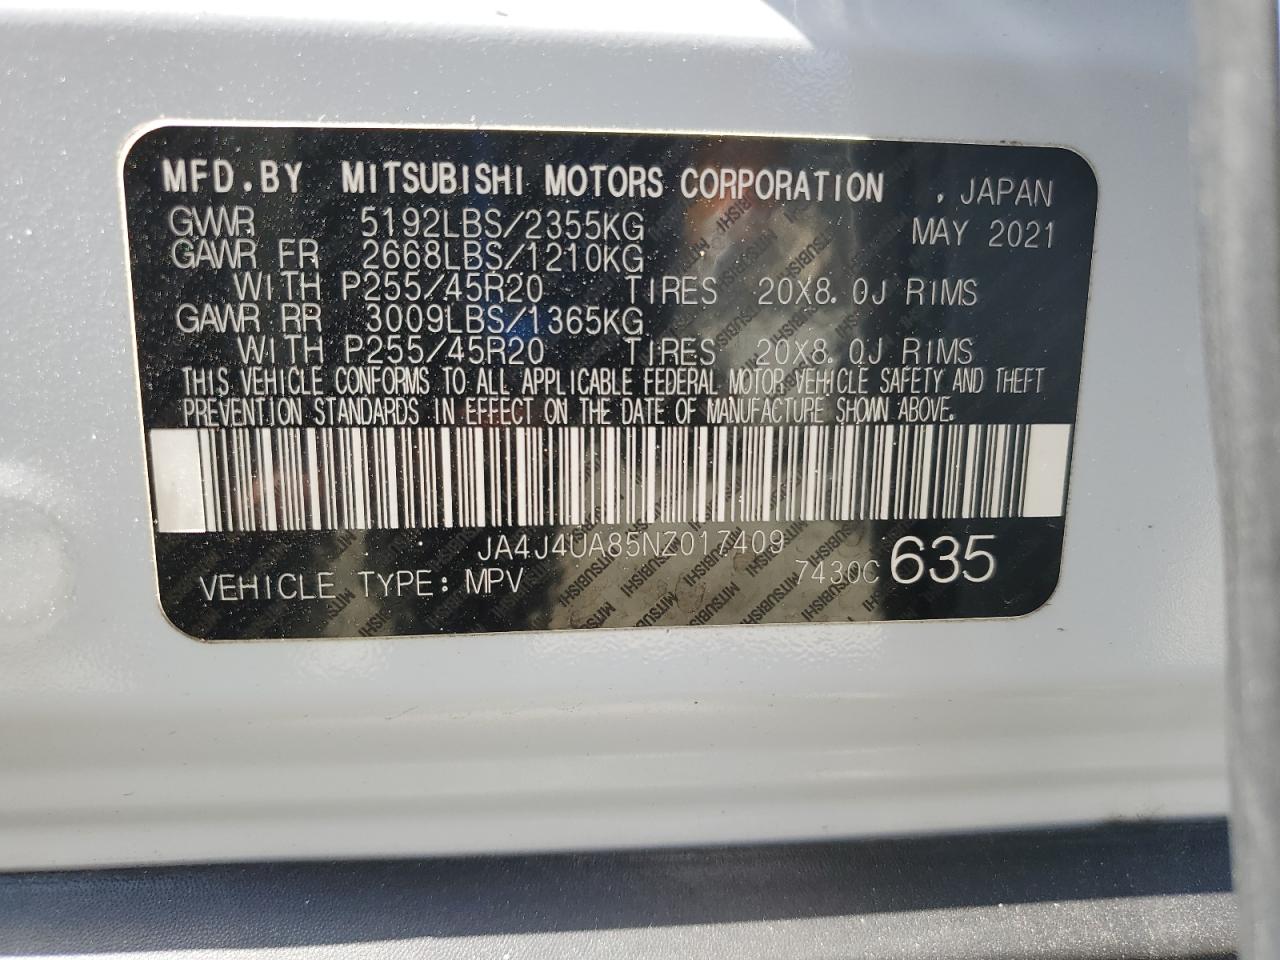 MFD.BY MITSUBISHI MOTORS CORPORATION , JAPAN
GVWR 5192LBS/2355KG MAY 2021
GAWR FR 2668LBS/1210KG
WITH P255/45R20 TIRES 20X8.0J RIMS
GAWR RR 3009LBS/1365KG
WITH P255/45R20 TIRES 20X8.0J RIMS
THIS VEHICLE CONFORMS TO ALL APPLICABLE FEDERAL MOTOR VEHICLE SAFETY AND THEFT
PREVENTION STANDARDS IN EFFECT ON THE DATE OF MANUFACTURE SHOWN ABOVE.
JA4J4UA85NZ017409
VEHICLE TYPE: MPV 7430C 635